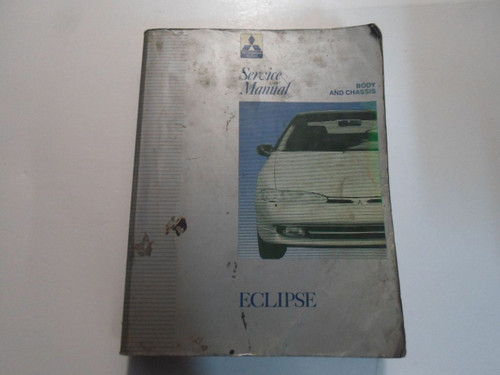 Service
Manual
BODY
AND CHASSIS
ECLIPSE